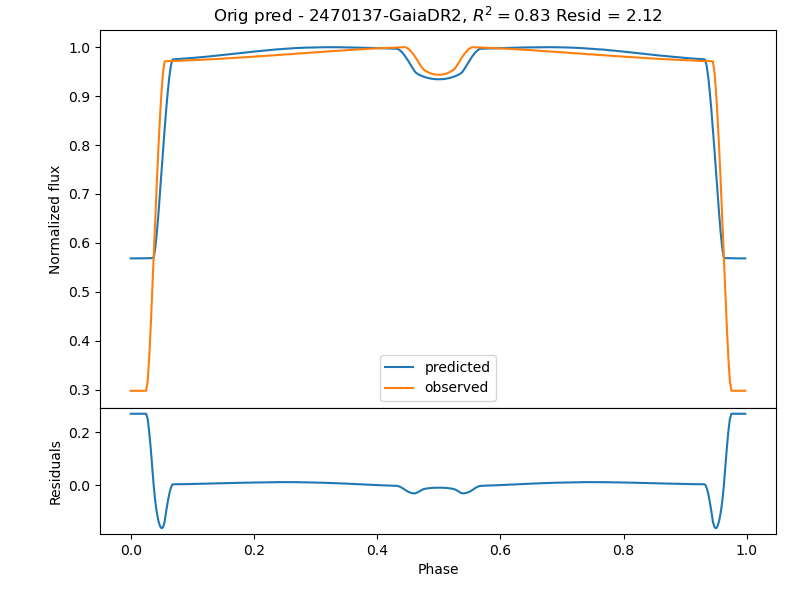 Orig pred - 2470137-GaiaDR2, R² = 0.83 Resid = 2.12
Normalized flux
1.0
0.9
0.8
0.7
0.6
0.5
0.4
0.3
predicted
observed
Residuals
0.2
0.0
0.0 0.2 0.4 0.6 0.8 1.0
Phase